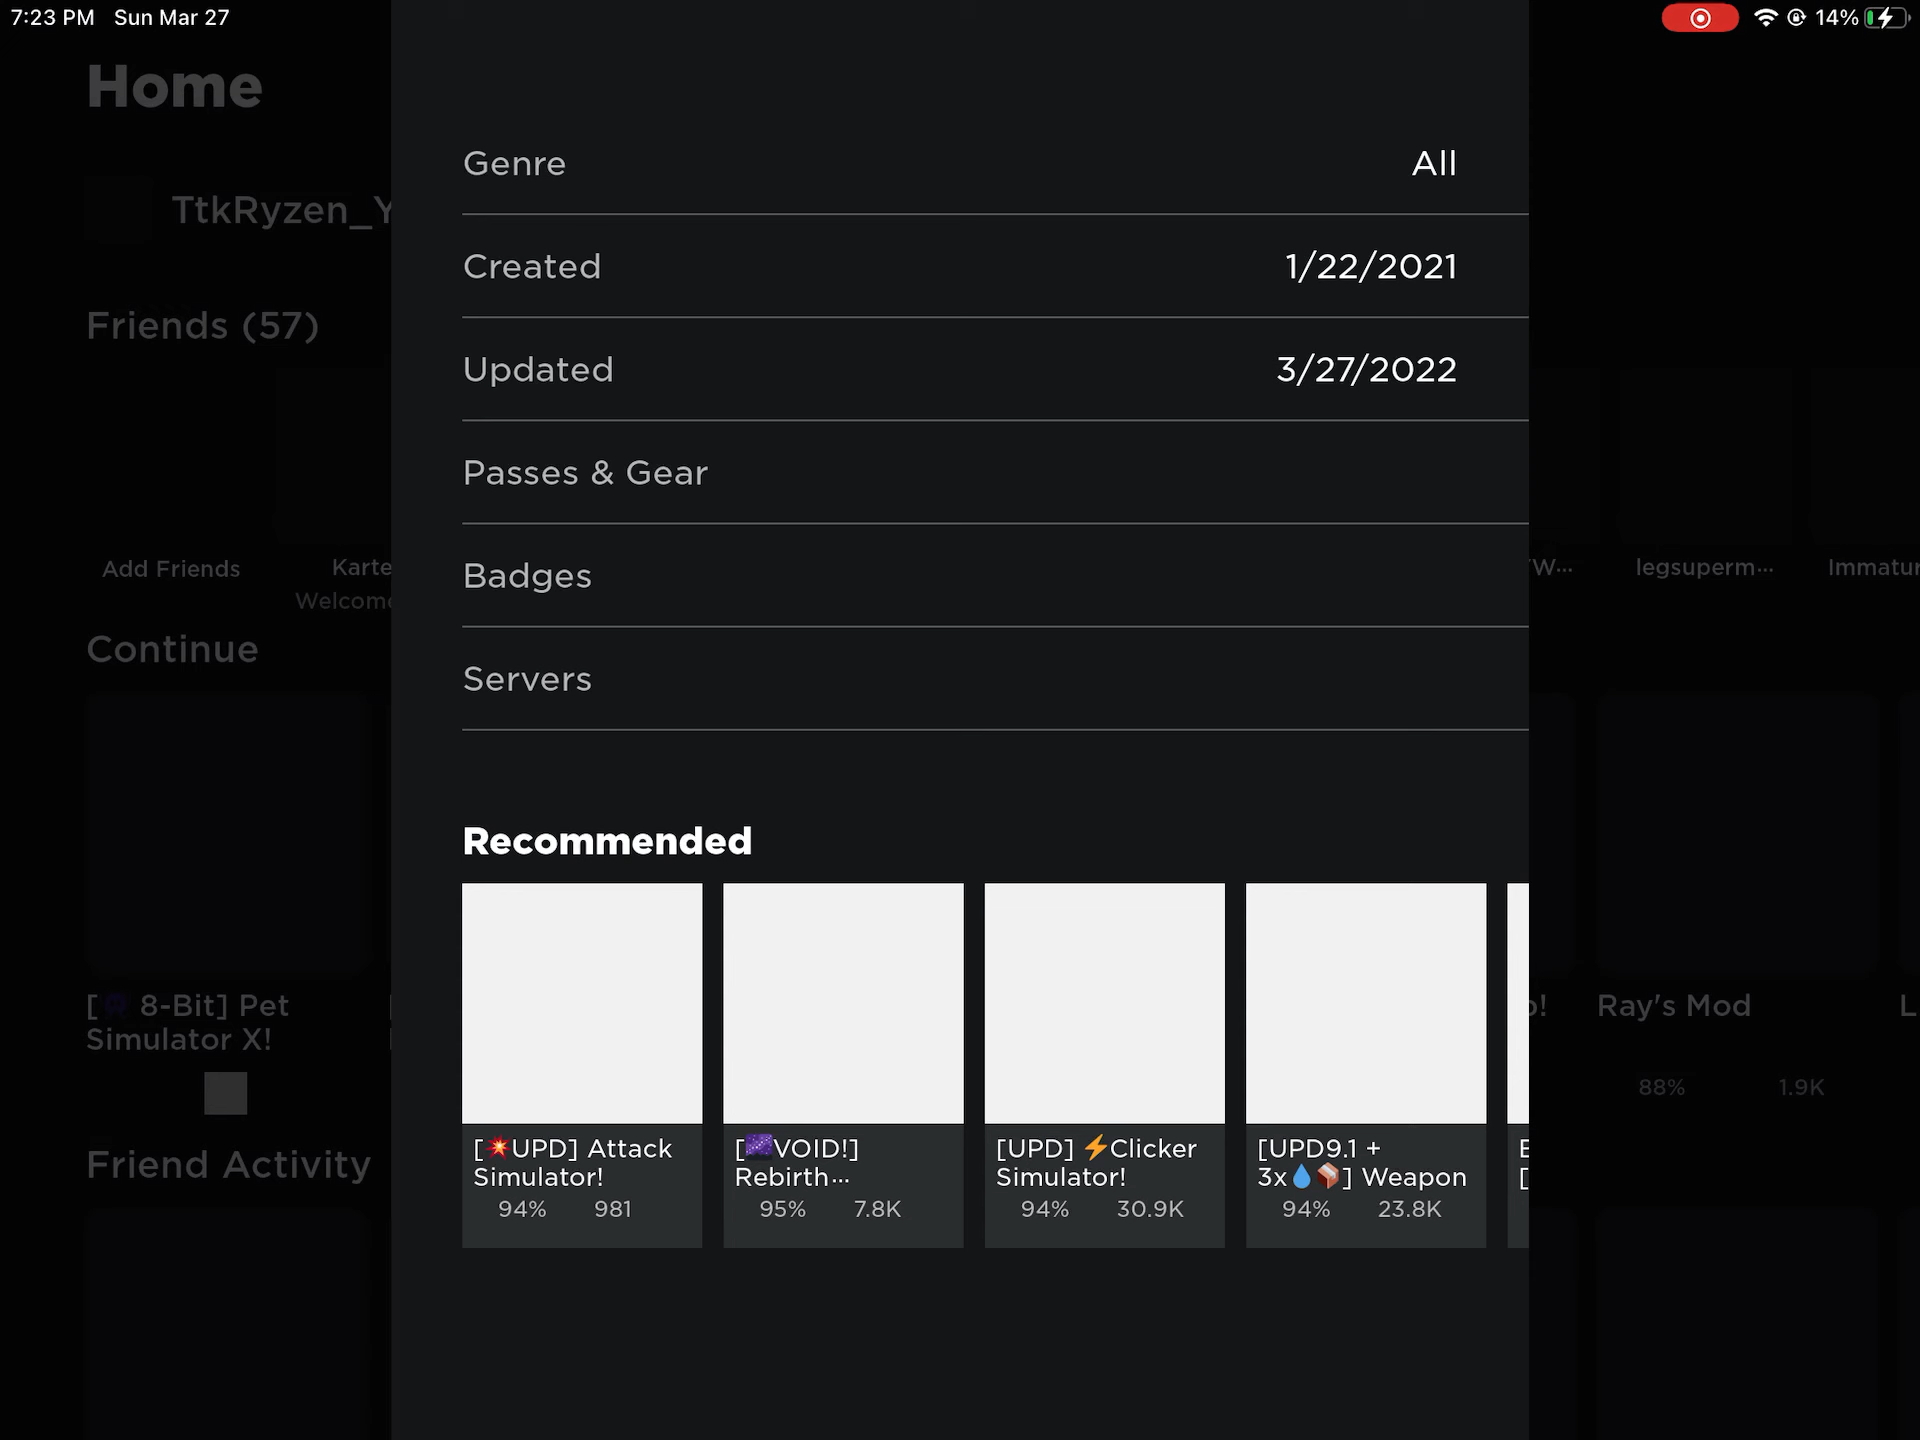 7:23 PM Sun Mar 27
14%
Home
TtkRyzen_Y
Friends (57)
Add Friends
Karte
Welcome
W...
legsuperm...
Immatur
Continue
[ 8-Bit] Pet
Simulator X!
Ray's Mod
88% 1.9K
Friend Activity
Genre All
Created 1/22/2021
Updated 3/27/2022
Passes & Gear
Badges
Servers
Recommended
[💥UPD] Attack
Simulator!
94% 981
[🌌VOID!]
Rebirth...
95% 7.8K
[UPD] ⚡Clicker
Simulator!
94% 30.9K
[UPD9.1 +
3x💧📦] Weapon
94% 23.8K